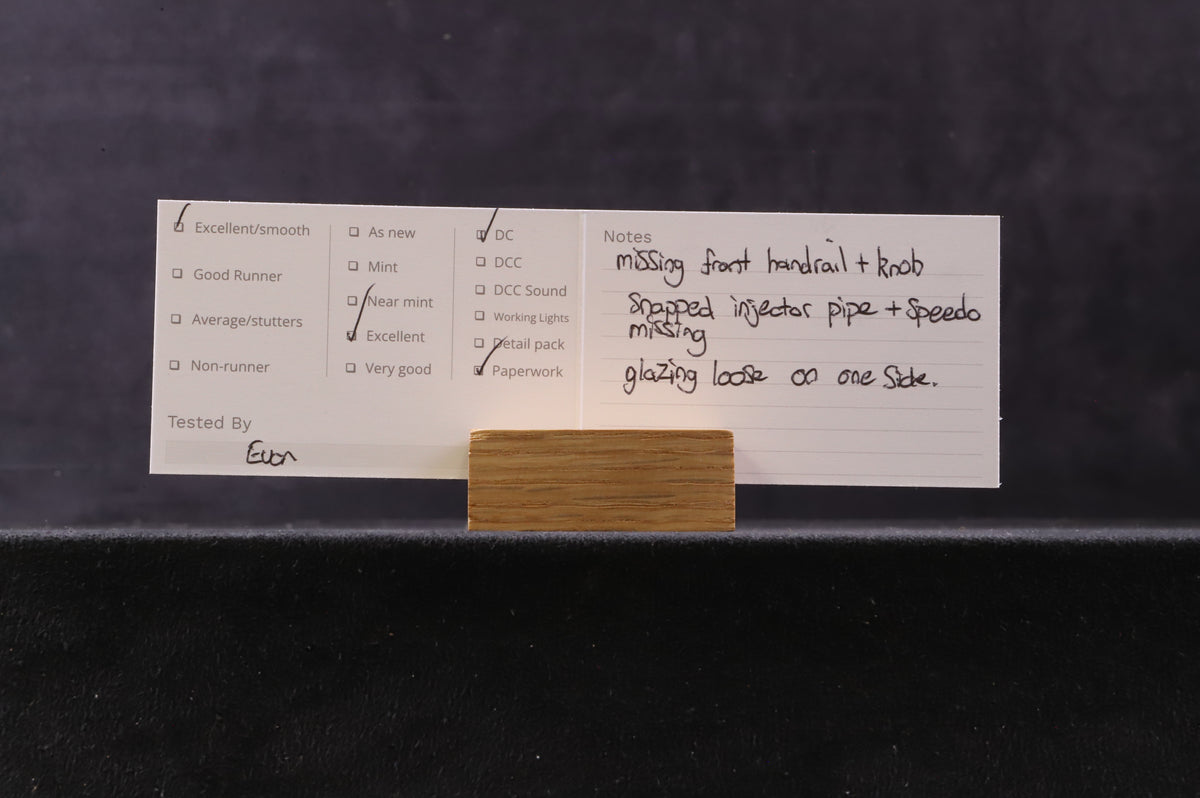 Excellent/smooth
Good Runner
Average/stutters
Non-runner
Tested By
Evan
As new
Mint
Near mint
Excellent
Very good
DC
DCC
DCC Sound
Working Lights
Detail pack
Paperwork
Notes
missing front handrail + knob
Snapped injector pipe + Speedo
missing
glazing loose on one Side.